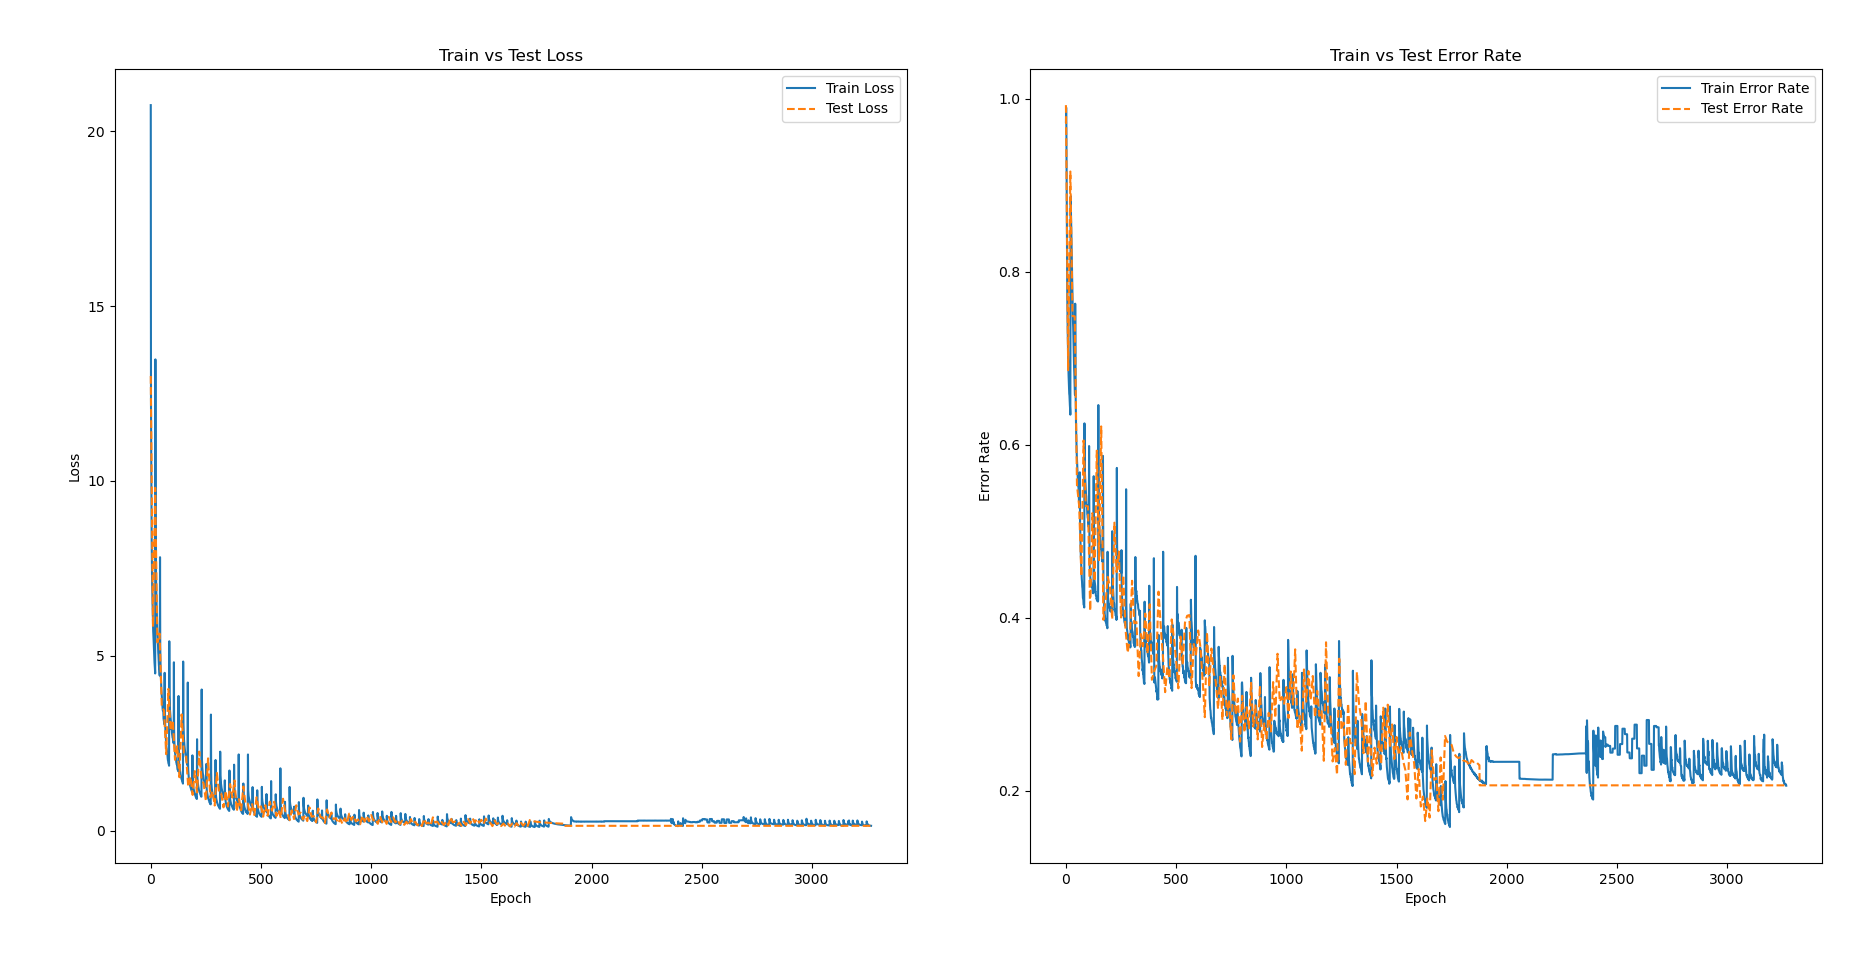 Train vs Test Loss
Train Loss
Test Loss
20
15
10
5
0
Loss
0 500 1000 1500 2000 2500 3000
Epoch
Train vs Test Error Rate
Train Error Rate
Test Error Rate
1.0
0.8
0.6
0.4
0.2
Error Rate
0 500 1000 1500 2000 2500 3000
Epoch